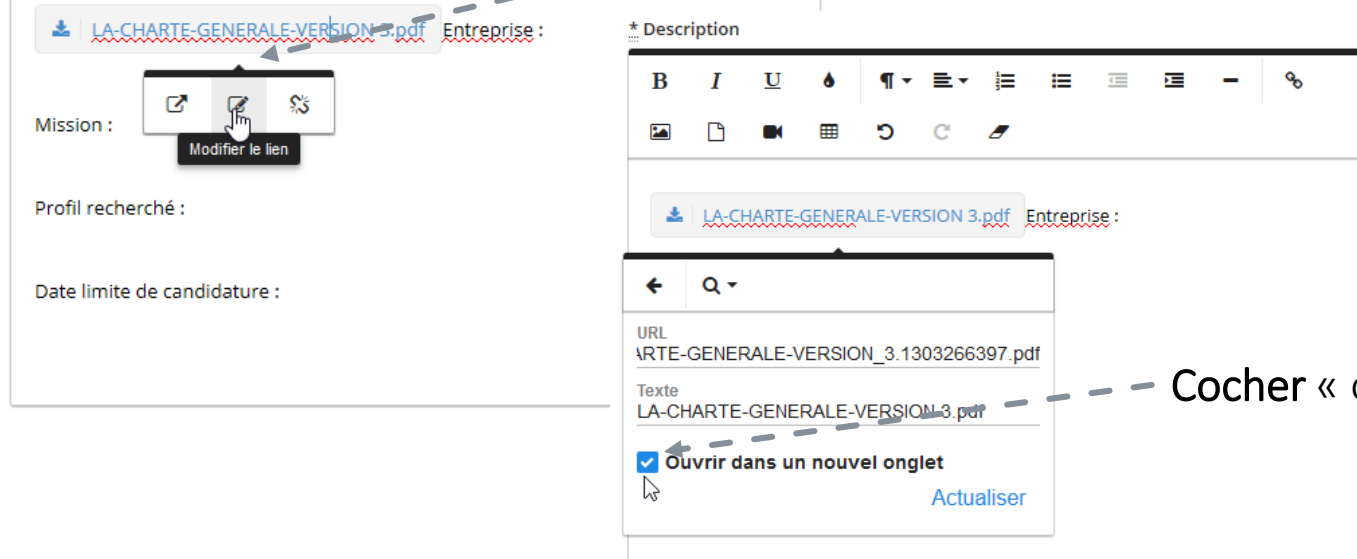 LA-CHARTE-GENERALE-VERSION 3.pdf Entreprise :
Modifier le lien
Mission :
Profil recherché :
Date limite de candidature :
* Description
B I U
LA-CHARTE-GENERALE-VERSION 3.pdf Entreprise :
URL
ARTE-GENERALE-VERSION_3.1303266397.pdf
Texte
LA-CHARTE-GENERALE-VERSION 3.pdf
Ouvrir dans un nouvel onglet
Actualiser
Cocher «